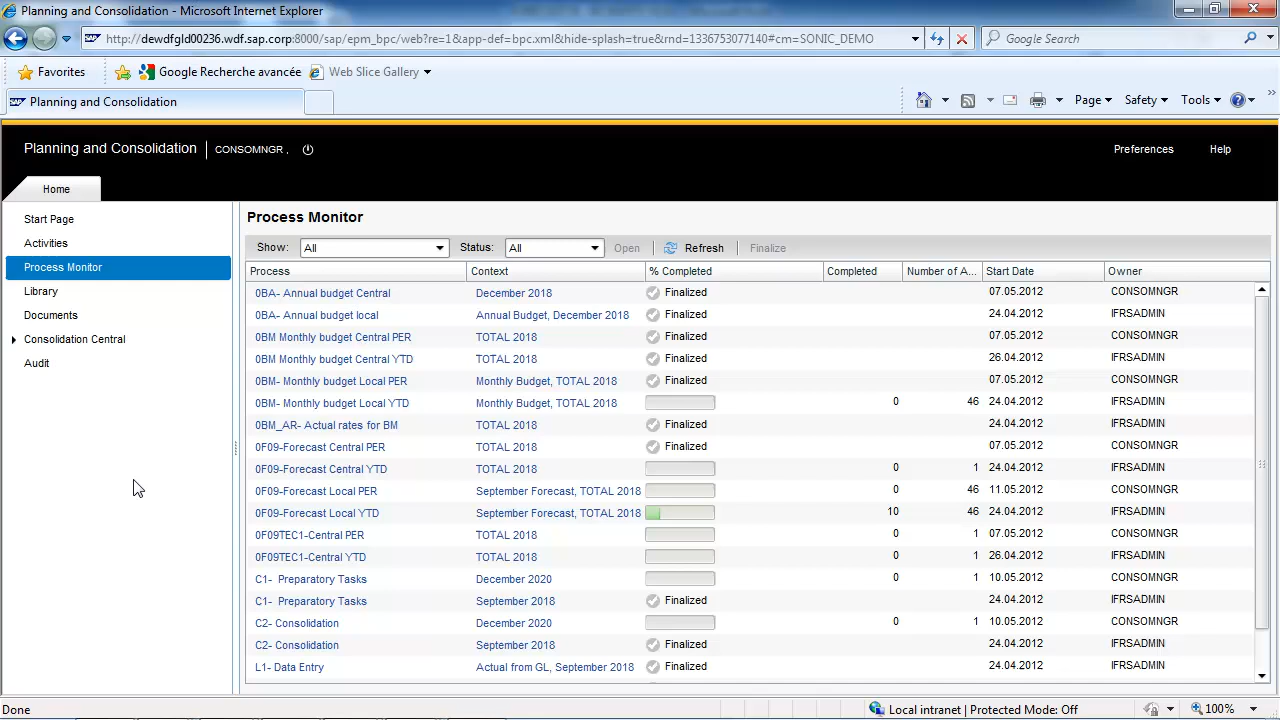 Planning and Consolidation - Microsoft Internet Explorer
http://dewdfgld00236.wdf.sap.corp:8000/sap/epm_bpc/web?re=1&app-def=bpc.xml&hide-splash=true&rnd=1336753077140#cm=SONIC_DEMO
Google Search
Favorites Google Recherche avancée Web Slice Gallery
Planning and Consolidation Page Safety Tools
Planning and Consolidation CONSOMNGR . Preferences Help
Home
Start Page
Activities
Process Monitor
Library
Documents
Consolidation Central
Audit
Process Monitor
Show: All Status: All Open Refresh Finalize
Process Context % Completed Completed Number of A... Start Date Owner
0BA- Annual budget Central December 2018 Finalized 07.05.2012 CONSOMNGR
0BA- Annual budget local Annual Budget, December 2018 Finalized 24.04.2012 IFRSADMIN
0BM Monthly budget Central PER TOTAL 2018 Finalized 07.05.2012 CONSOMNGR
0BM Monthly budget Central YTD TOTAL 2018 Finalized 26.04.2012 IFRSADMIN
0BM- Monthly budget Local PER Monthly Budget, TOTAL 2018 Finalized 07.05.2012 CONSOMNGR
0BM- Monthly budget Local YTD Monthly Budget, TOTAL 2018 0 46 24.04.2012 IFRSADMIN
0BM_AR- Actual rates for BM TOTAL 2018 Finalized 24.04.2012 IFRSADMIN
0F09-Forecast Central PER TOTAL 2018 Finalized 07.05.2012 CONSOMNGR
0F09-Forecast Central YTD TOTAL 2018 0 1 24.04.2012 IFRSADMIN
0F09-Forecast Local PER September Forecast, TOTAL 2018 0 46 11.05.2012 CONSOMNGR
0F09-Forecast Local YTD September Forecast, TOTAL 2018 10 46 24.04.2012 IFRSADMIN
0F09TEC1-Central PER TOTAL 2018 0 1 07.05.2012 CONSOMNGR
0F09TEC1-Central YTD TOTAL 2018 0 1 26.04.2012 IFRSADMIN
C1- Preparatory Tasks December 2020 0 1 10.05.2012 CONSOMNGR
C1- Preparatory Tasks September 2018 Finalized 24.04.2012 IFRSADMIN
C2- Consolidation December 2020 0 1 10.05.2012 CONSOMNGR
C2- Consolidation September 2018 Finalized 24.04.2012 IFRSADMIN
L1- Data Entry Actual from GL, September 2018 Finalized 24.04.2012 IFRSADMIN
Done Local intranet | Protected Mode: Off 100%